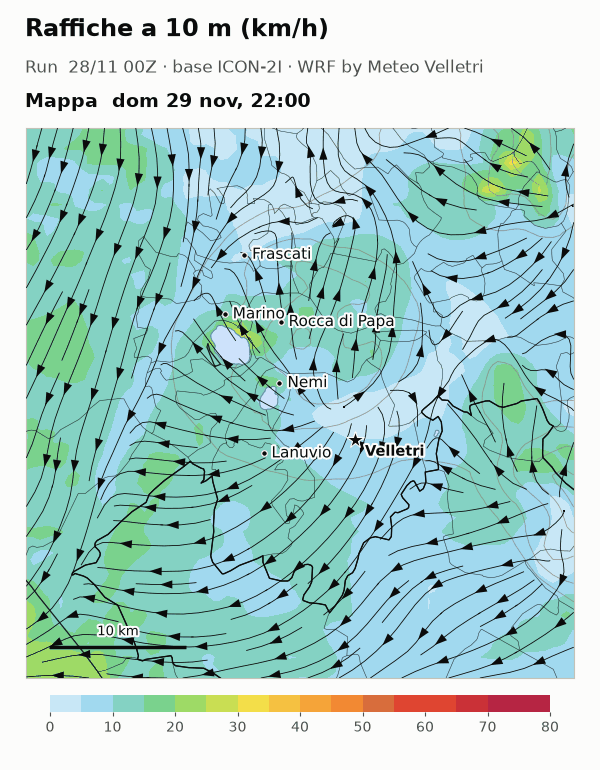 Raffiche a 10 m (km/h)
Run  28/11 00Z · base ICON-2I · WRF by Meteo Velletri
Mappa  dom 29 nov, 22:00
Frascati
Marino
Rocca di Papa
Nemi
Velletri
Lanuvio
10 km
0 10 20 30 40 50 60 70 80